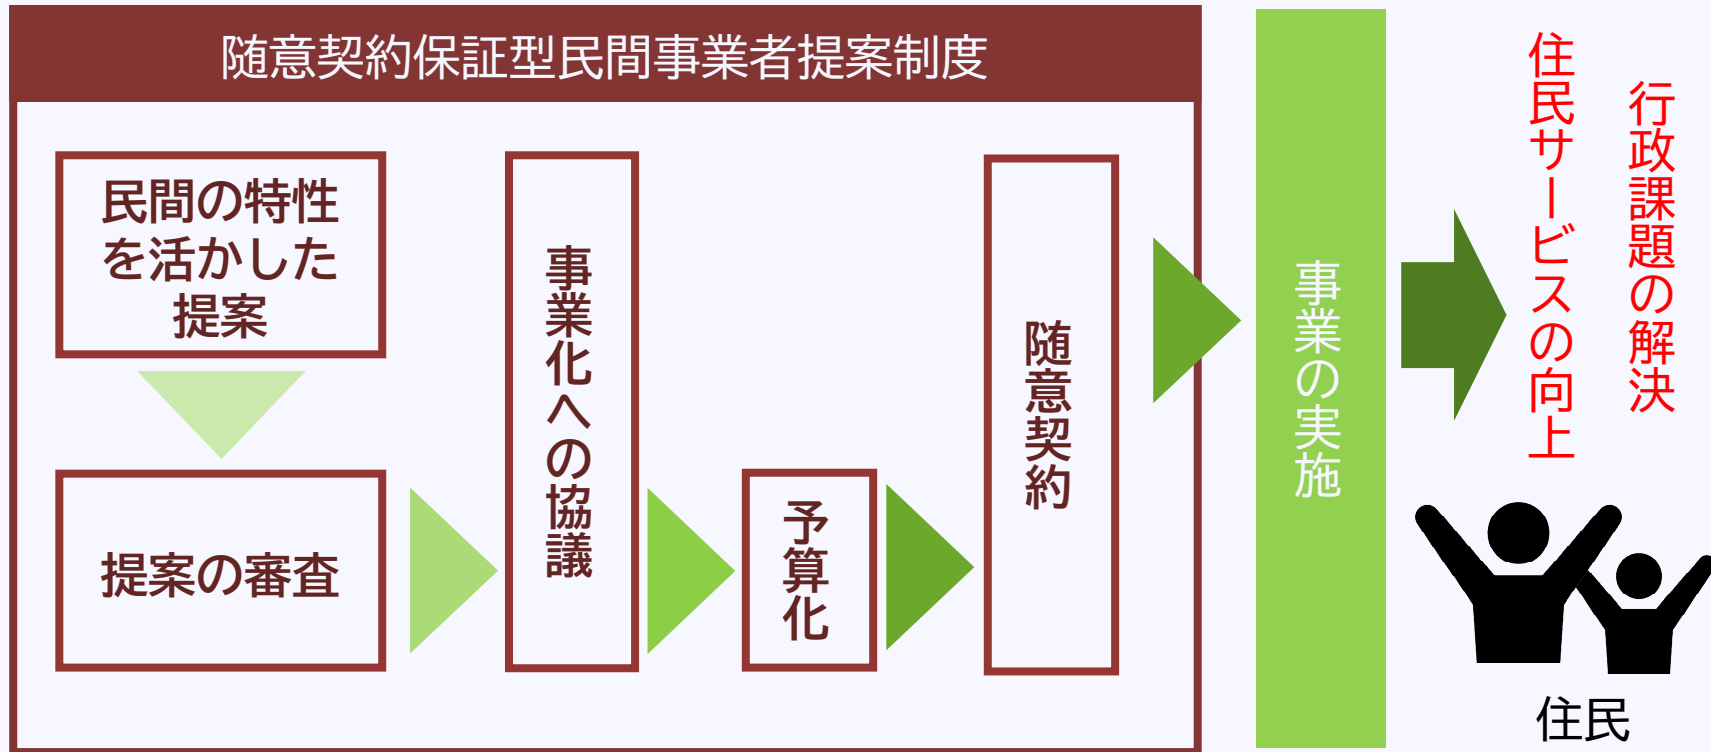 随意契約保証型民間事業者提案制度
民間の特性
を活かした
提案
提案の審査
事業化への協議
予算化
随意契約
事業の実施
行政課題の解決
住民サービスの向上
住民